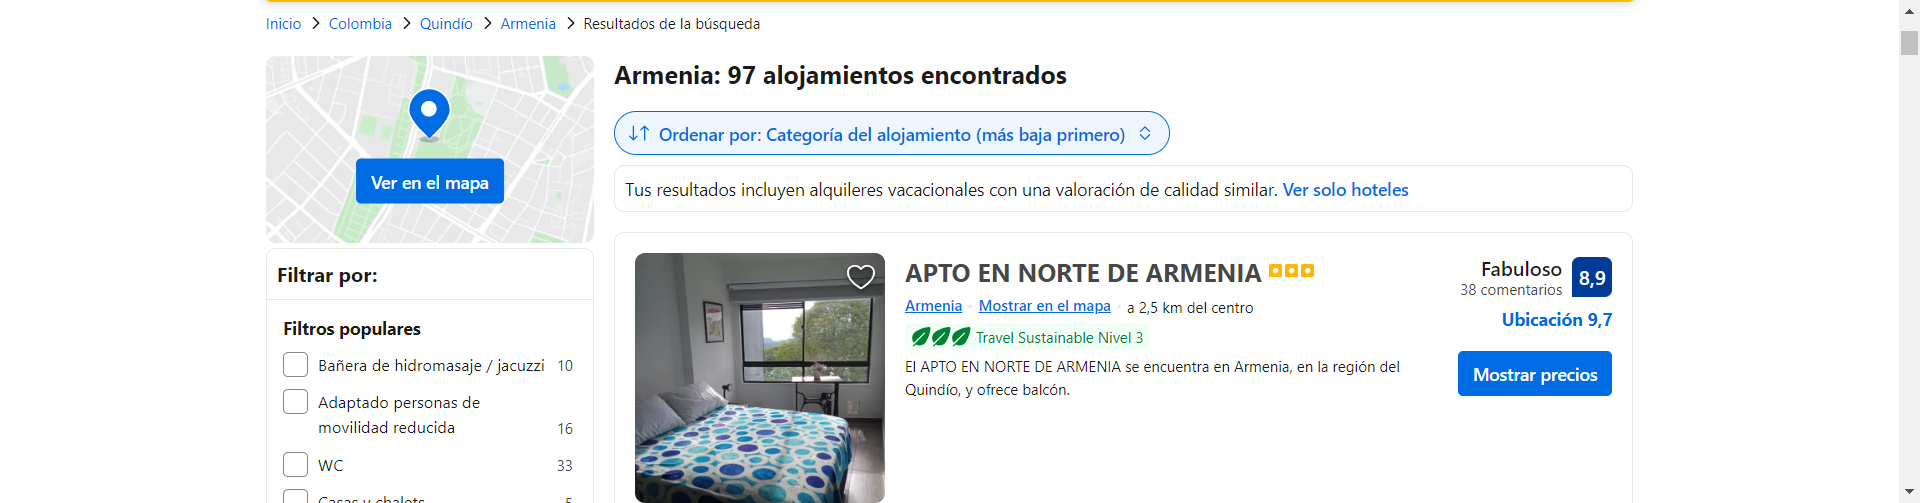 Inicio > Colombia > Quindío > Armenia > Resultados de la búsqueda
Ver en el mapa
Filtrar por:
Filtros populares
Bañera de hidromasaje / jacuzzi 10
Adaptado personas de
movilidad reducida 16
WC 33
Casas y chalets 5
Armenia: 97 alojamientos encontrados
Ordenar por: Categoría del alojamiento (más baja primero)
Tus resultados incluyen alquileres vacacionales con una valoración de calidad similar. Ver solo hoteles
APTO EN NORTE DE ARMENIA
Armenia · Mostrar en el mapa · a 2,5 km del centro
Travel Sustainable Nivel 3
El APTO EN NORTE DE ARMENIA se encuentra en Armenia, en la región del
Quindío, y ofrece balcón.
Fabuloso 8,9
38 comentarios
Ubicación 9,7
Mostrar precios